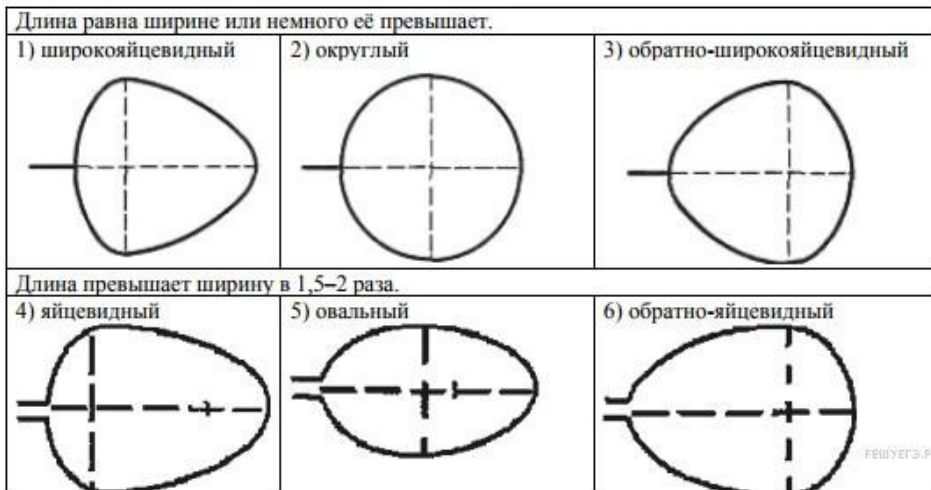 Длина равна ширине или немного её превышает.
1) широкояйцевидный
2) округлый
3) обратно-широкояйцевидный
Длина превышает ширину в 1,5–2 раза.
4) яйцевидный
5) овальный
6) обратно-яйцевидный